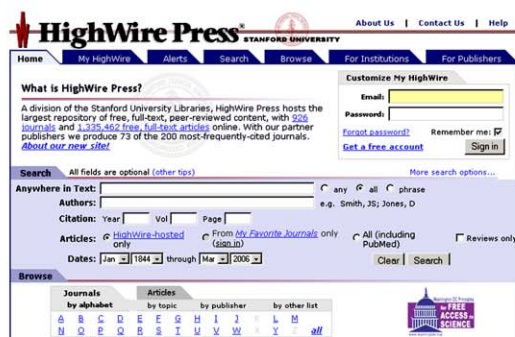 HighWire Press® STANFORD UNIVERSITY
About Us | Contact Us | Help
Home My HighWire Alerts Search Browse For Institutions For Publishers
What is HighWire Press?
A division of the Stanford University Libraries, HighWire Press hosts the
largest repository of free, full-text, peer-reviewed content, with 926
journals and 1,335,462 free, full-text articles online. With our partner
publishers we produce 73 of the 200 most-frequently-cited journals.
About our new site!
Customize My HighWire
Email:
Password:
Forgot password? Remember me:
Get a free account Sign in
Search All fields are optional (other tips) More search options...
Anywhere in Text: any all phrase
Authors: e.g. Smith, JS; Jones, D
Citation: Year Vol Page
Articles: HighWire-hosted only From My Favorite Journals only (sign in) All (including PubMed) Reviews only
Dates: Jan 1844 through Mar 2006 Clear Search
Browse
Journals Articles
by alphabet by topic by publisher by other list
A B C D E F G H I J K L M
N O P Q R S T U V W X Y Z all
Washington DC Principles
for FREE
ACCESS to
SCIENCE